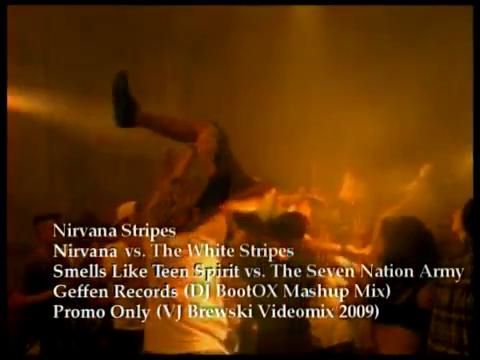 Nirvana Stripes
Nirvana vs. The White Stripes
Smells Like Teen Spirit vs. The Seven Nation Army
Geffen Records (DJ BootOX Mashup Mix)
Promo Only (VJ Brewski Videomix 2009)